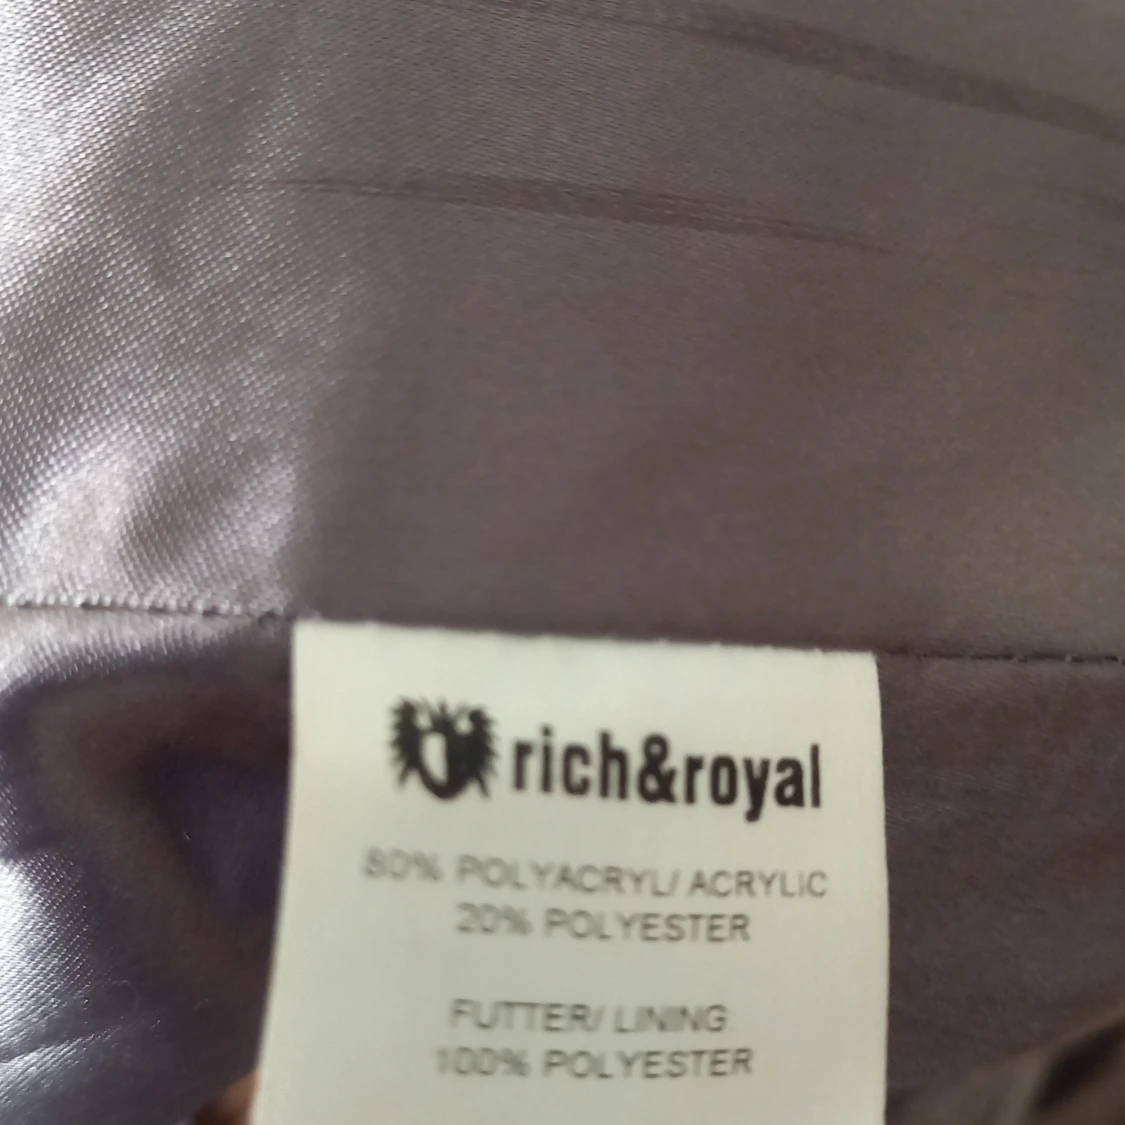 rich&royal
80% POLYACRYL/ ACRYLIC
20% POLYESTER
FUTTER/ LINING:
100% POLYESTER